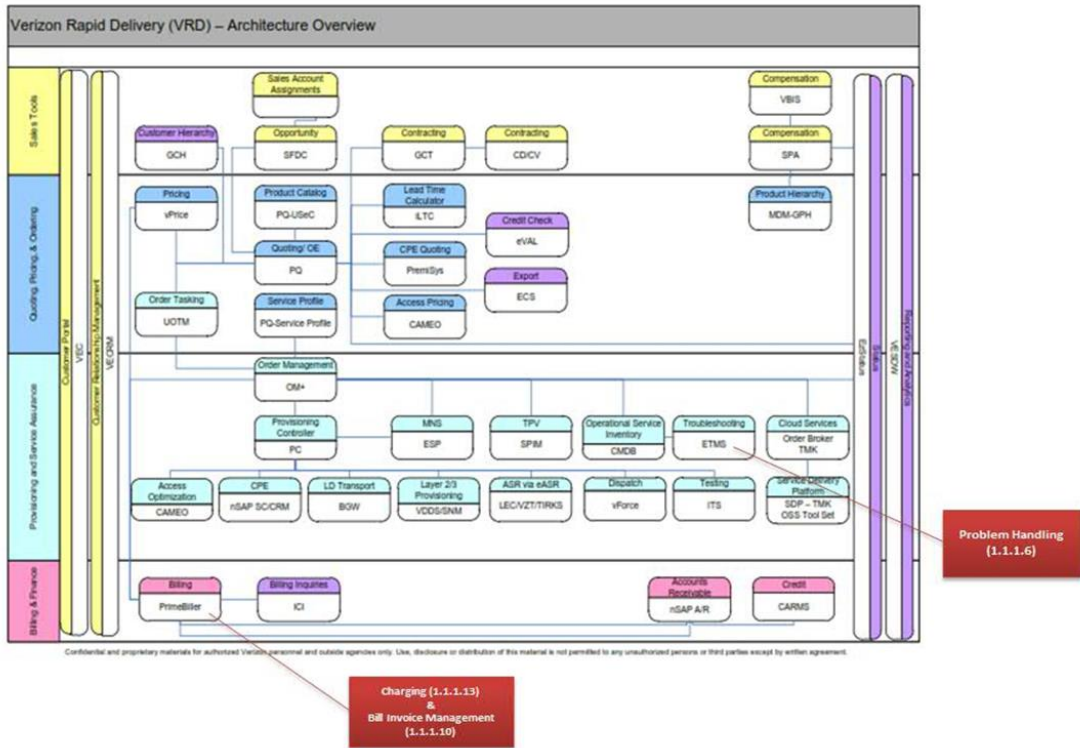 Verizon Rapid Delivery (VRD) – Architecture Overview
Sales Tools
Quoting, Pricing, & Ordering
Provisioning and Service Assurance
Billing & Finance
Customer Portal
VEC
Customer Relationship Management
VECRM
Sales Account
Assignments
Customer Hierarchy
GCH
Opportunity
SFDC
Contracting
GCT
Contracting
CD/CV
Compensation
VBIS
Compensation
SPA
Pricing
vPrice
Product Catalog
PQ-USeC
Lead Time
Calculator
iLTC
Credit Check
eVAL
Product Hierarchy
MDM-GPH
Quoting/ OE
PQ
CPE Quoting
PremiSys
Export
ECS
Order Tasking
UOTM
Service Profile
PQ-Service Profile
Access Pricing
CAMEO
Order Management
OM+
Provisioning
Controller
PC
MNS
ESP
TPV
SPIM
Operational Service
Inventory
CMDB
Troubleshooting
ETMS
Cloud Services
Order Broker
TMK
Access
Optimization
CAMEO
CPE
nSAP SC/CRM
LD Transport
BGW
Layer 2/3
Provisioning
VDDS/SNM
ASR via eASR
LEC/VZT/TIRKS
Dispatch
vForce
Testing
ITS
Service Delivery
Platform
SDP – TMK
OSS Tool Set
Billing
PrimeBiller
Billing Inquiries
ICI
Accounts
Receivable
nSAP A/R
Credit
CARMS
EzStatus
Status
VESDW
Reporting and Analytics
Problem Handling
(1.1.1.6)
Confidential and proprietary materials for authorized Verizon personnel and outside agencies only. Use, disclosure or distribution of this material is not permitted to any unauthorized persons or third parties except by written agreement.
Charging (1.1.1.13)
&
Bill Invoice Management
(1.1.1.10)